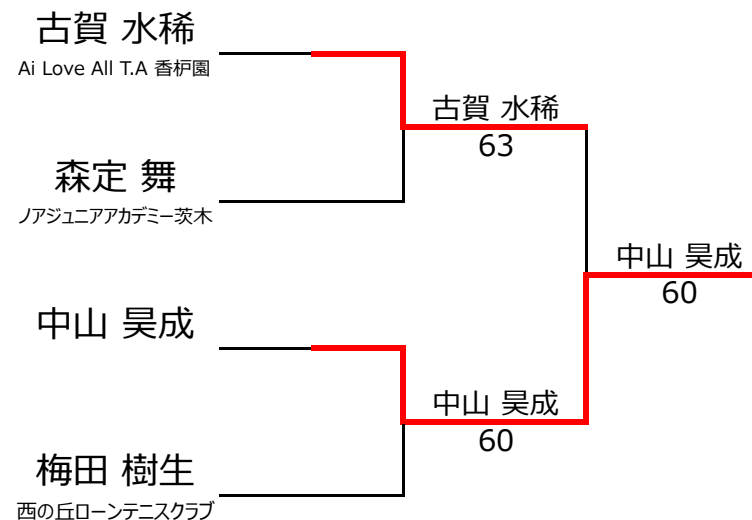 古賀 水稀
Ai Love All T.A 香枦園
古賀 水稀
63
森定 舞
ノアジュニアアカデミー茨木
中山 昊成
60
中山 昊成
中山 昊成
60
梅田 樹生
西の丘ローンテニスクラブ